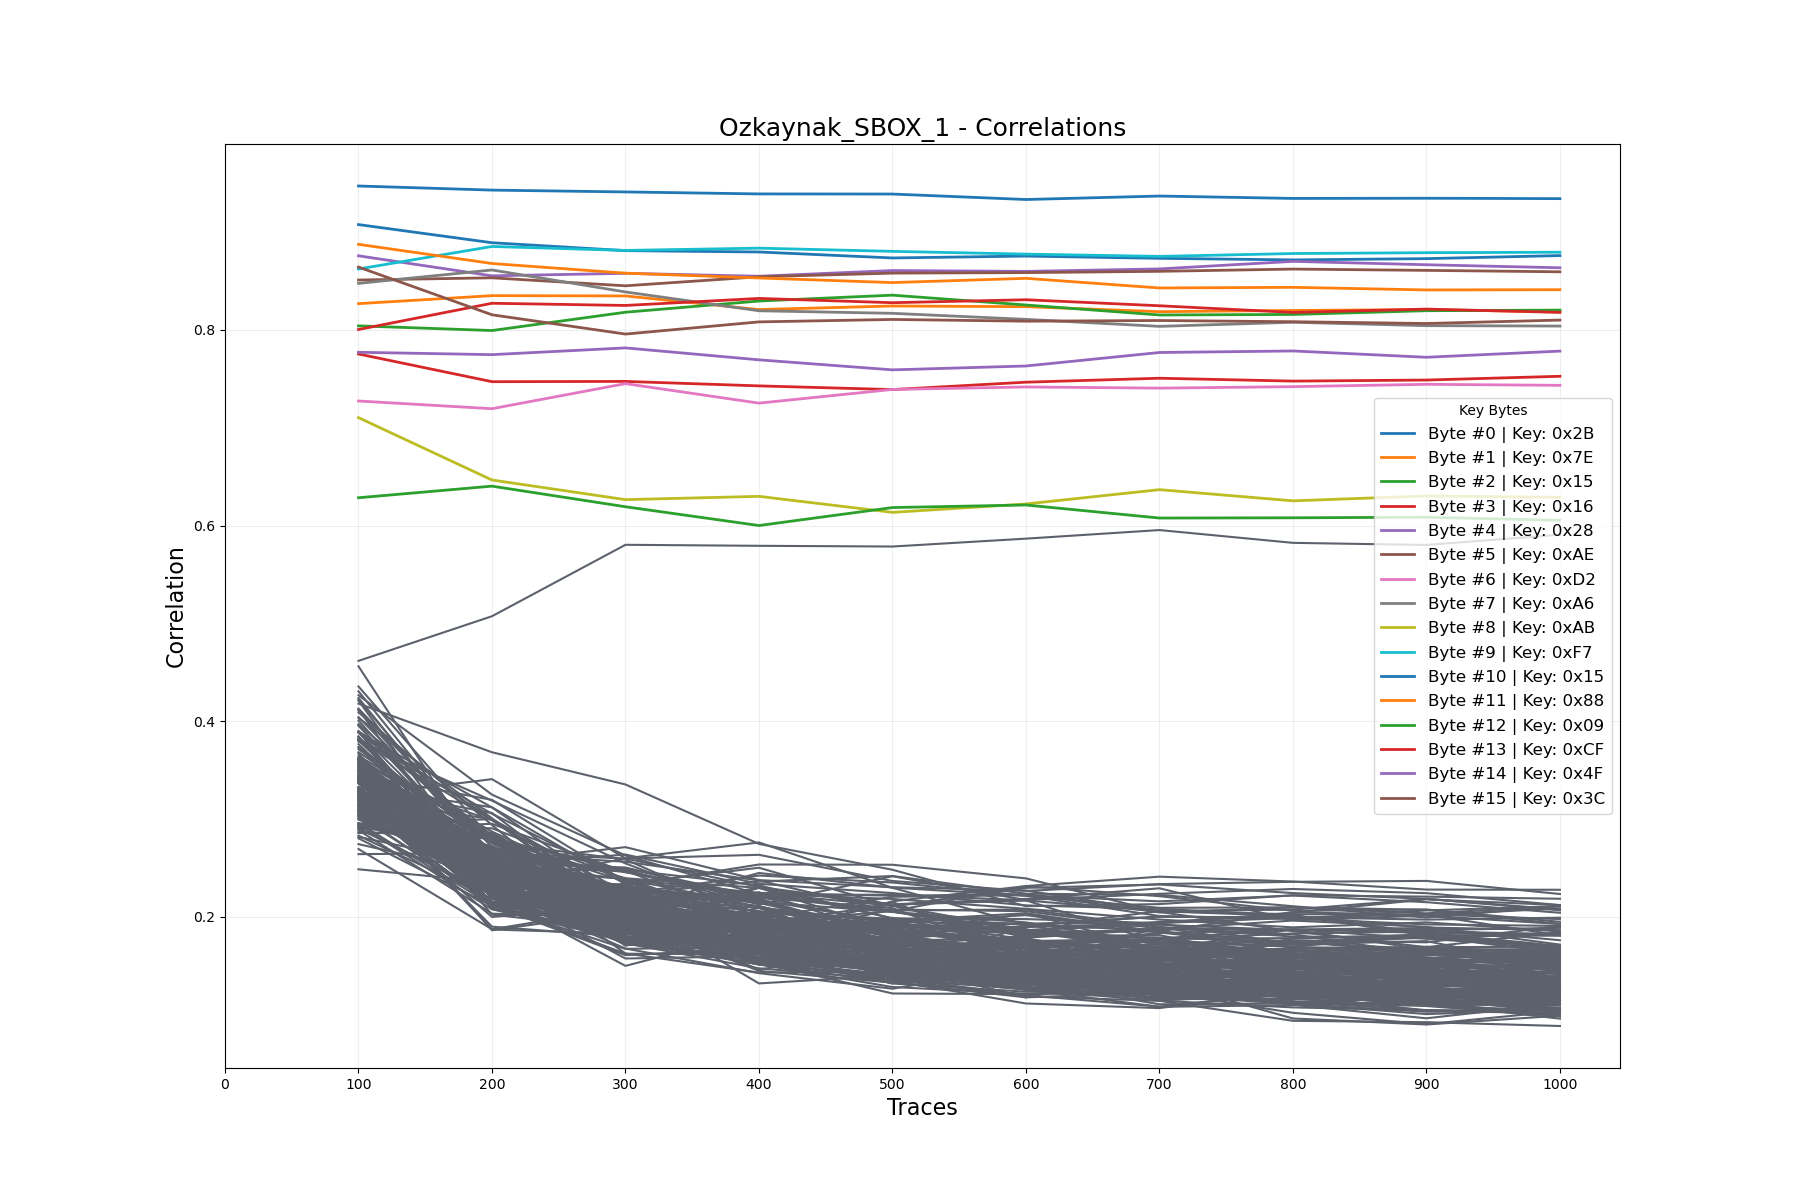 Ozkaynak_SBOX_1 - Correlations
Correlation
0.8
0.6
0.4
0.2
Key Bytes
Byte #0 | Key: 0x2B
Byte #1 | Key: 0x7E
Byte #2 | Key: 0x15
Byte #3 | Key: 0x16
Byte #4 | Key: 0x28
Byte #5 | Key: 0xAE
Byte #6 | Key: 0xD2
Byte #7 | Key: 0xA6
Byte #8 | Key: 0xAB
Byte #9 | Key: 0xF7
Byte #10 | Key: 0x15
Byte #11 | Key: 0x88
Byte #12 | Key: 0x09
Byte #13 | Key: 0xCF
Byte #14 | Key: 0x4F
Byte #15 | Key: 0x3C
0 100 200 300 400 500 600 700 800 900 1000
Traces